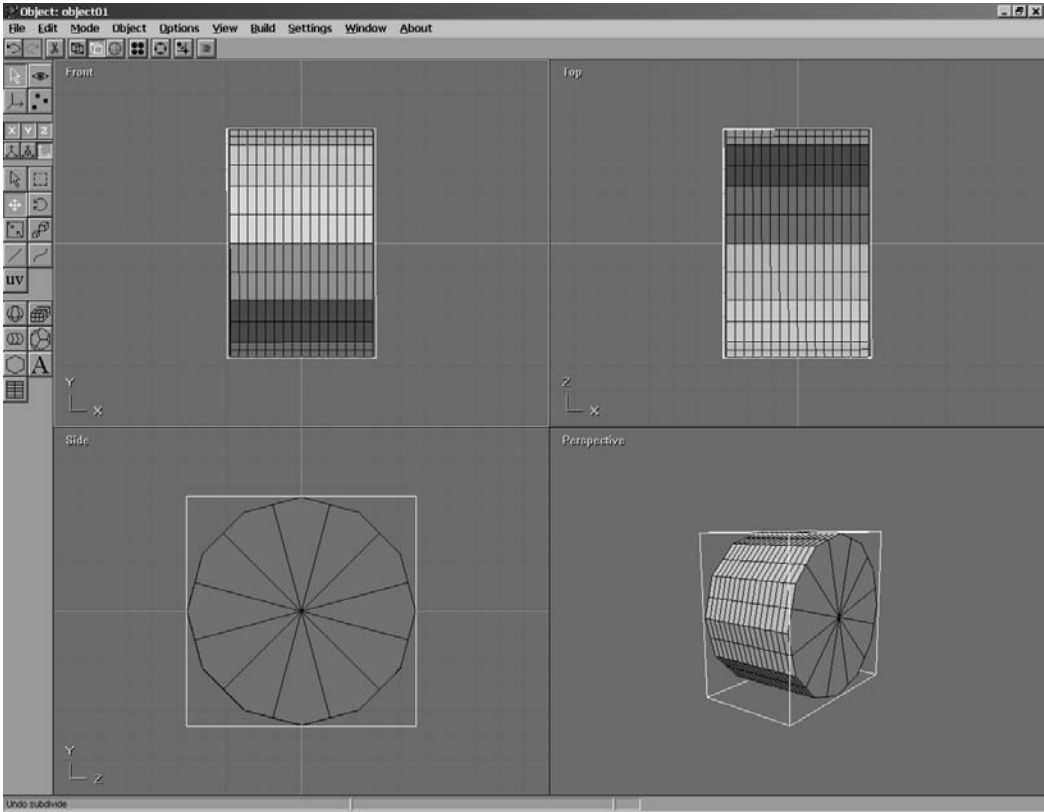 Object: object01
File Edit Mode Object Options View Build Settings Window About
X Y Z
uv
A
Front
Y
X
Top
Z
X
Side
Y
Z
Perspective
Undo subdivide